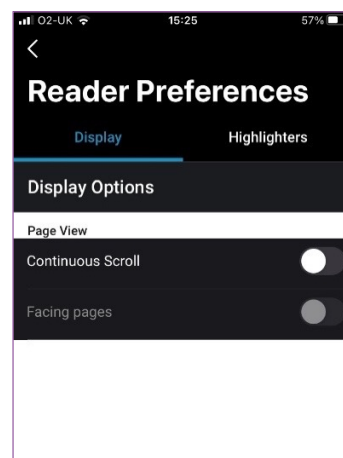 O2-UK 15:25 57%
Reader Preferences
Display Highlighters
Display Options
Page View
Continuous Scroll
Facing pages